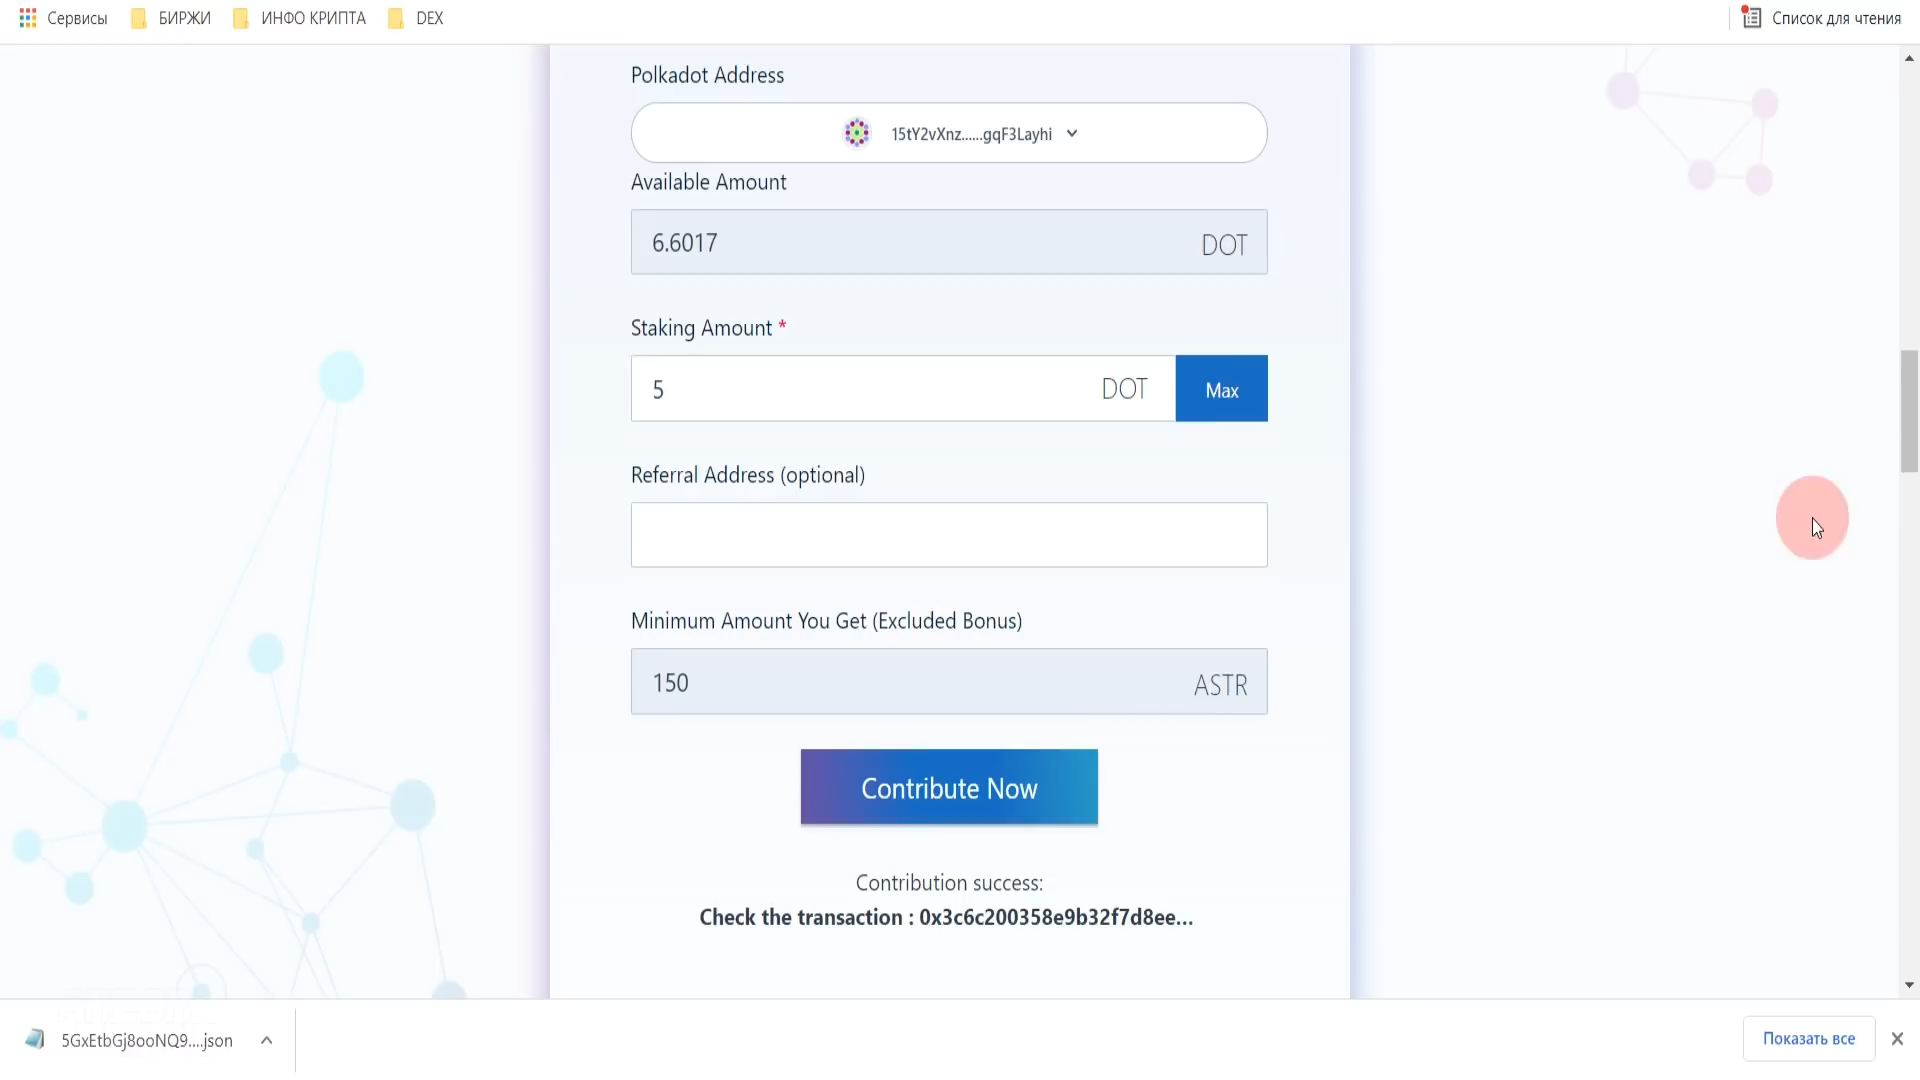 Сервисы БИРЖИ ИНФО КРИПТА DEX Список для чтения
Polkadot Address
15tY2vXnz......gqF3Layhi
Available Amount
6.6017 DOT
Staking Amount *
5 DOT Max
Referral Address (optional)
Minimum Amount You Get (Excluded Bonus)
150 ASTR
Contribute Now
Contribution success:
Check the transaction : 0x3c6c200358e9b32f7d8ee...
5GxEtbGj8ooNQ9....json Показать все